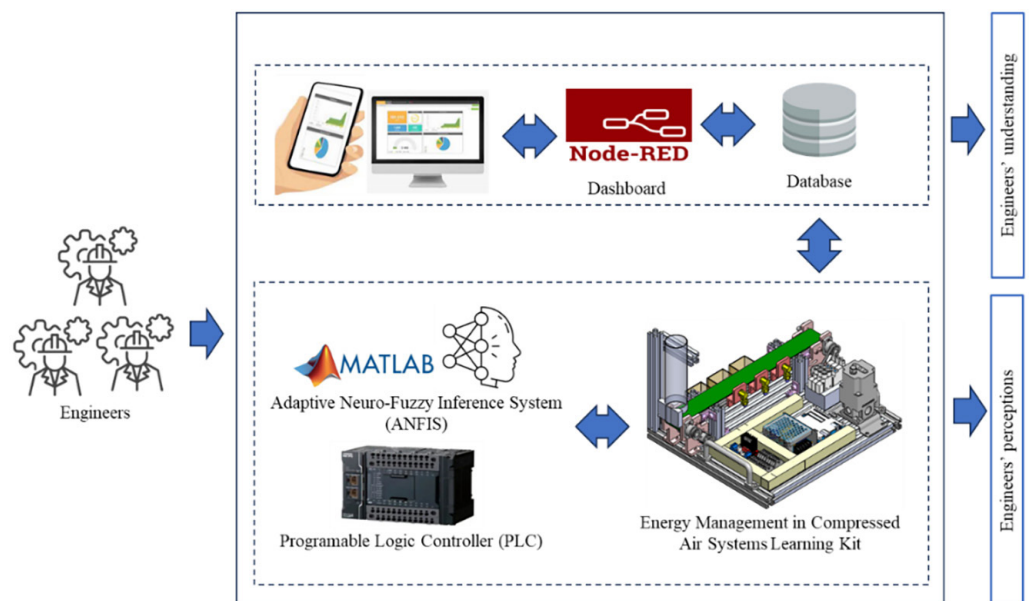 Node-RED
Dashboard
Database
Engineers' understanding
Engineers
MATLAB
Adaptive Neuro-Fuzzy Inference System
(ANFIS)
Programable Logic Controller (PLC)
Energy Management in Compressed
Air Systems Learning Kit
Engineers' perceptions